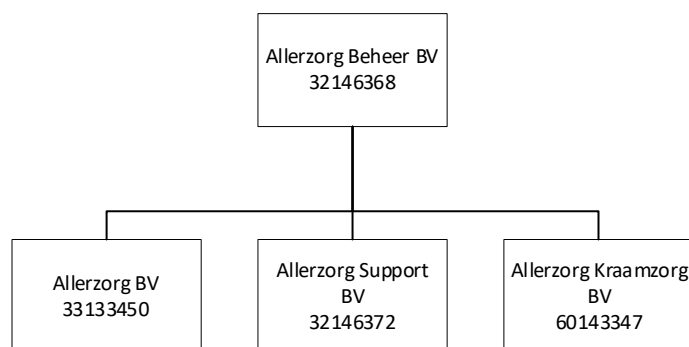 Allerzorg Beheer BV
32146368
Allerzorg BV
33133450
Allerzorg Support
BV
32146372
Allerzorg Kraamzorg
BV
60143347